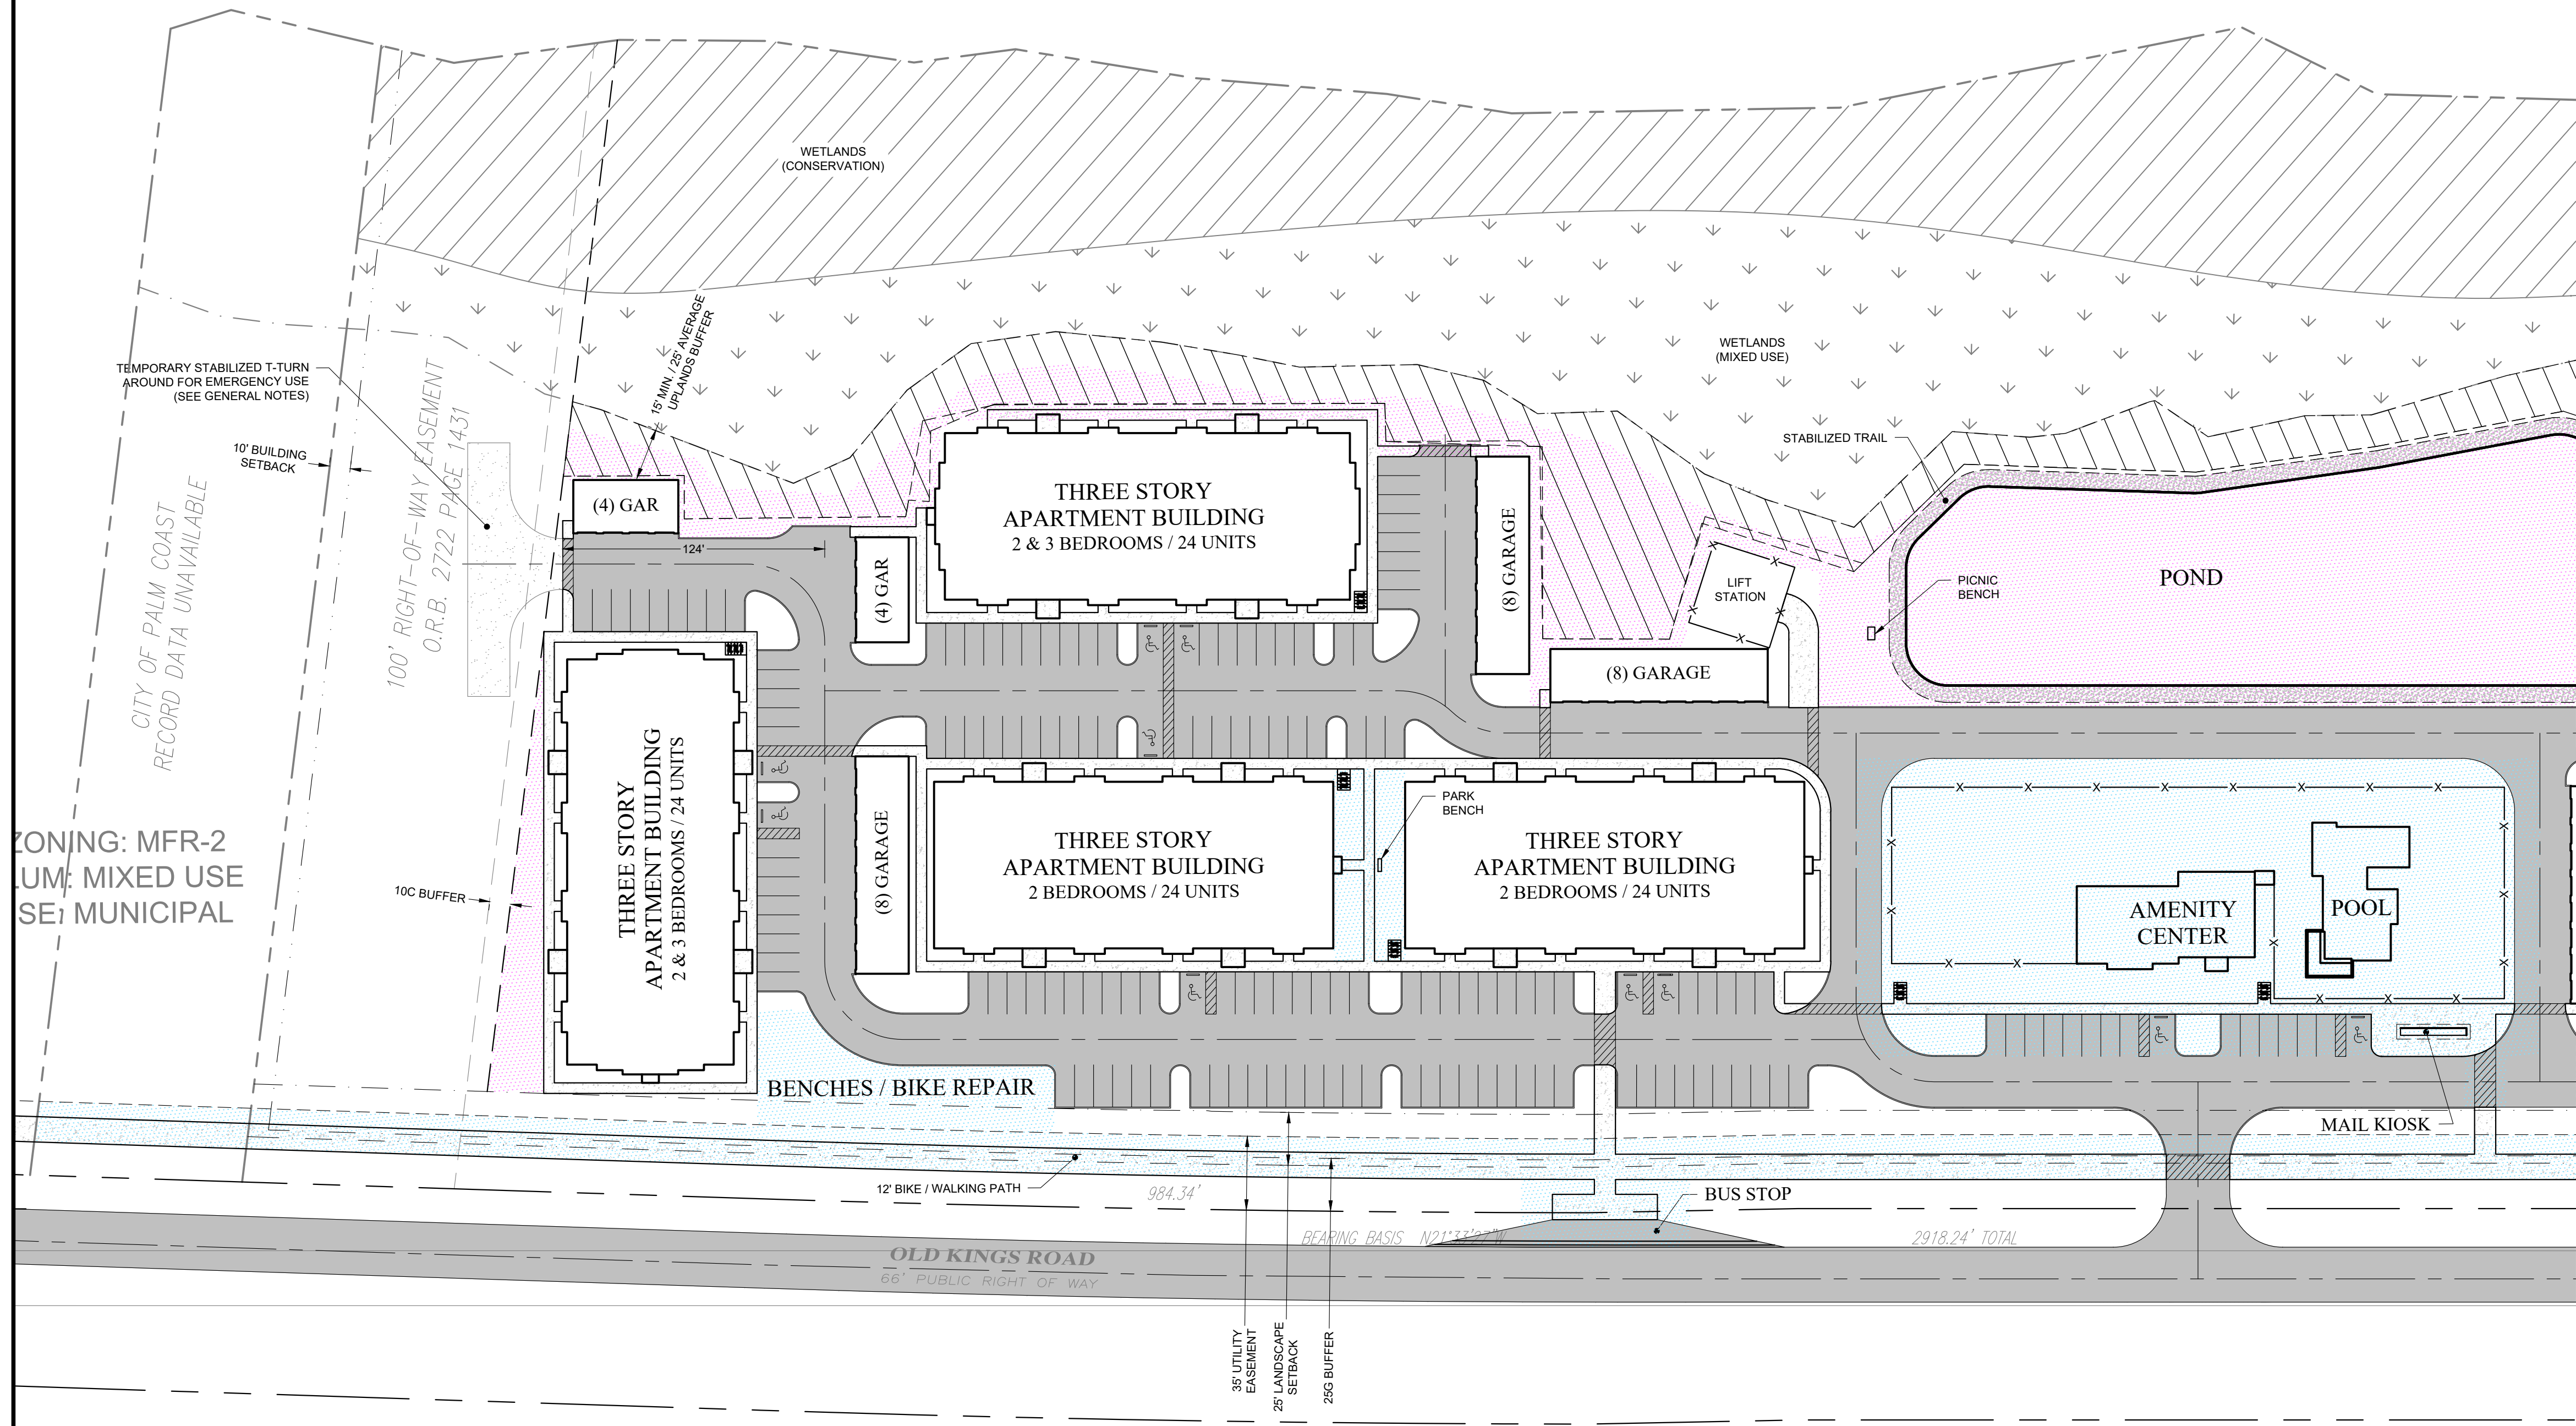 WETLANDS
(CONSERVATION)
15' MIN. / 25' AVERAGE
UPLANDS BUFFER
WETLANDS
(MIXED USE)
TEMPORARY STABILIZED T-TURN
AROUND FOR EMERGENCY USE
(SEE GENERAL NOTES)
10' BUILDING
SETBACK
100' RIGHT-OF-WAY EASEMENT
O.R.B. 2722 PAGE 1431
CITY OF PALM COAST
RECORD DATA UNAVAILABLE
(4) GAR
124'
(4) GAR
THREE STORY
APARTMENT BUILDING
2 & 3 BEDROOMS / 24 UNITS
(8) GARAGE
STABILIZED TRAIL
LIFT
STATION
(8) GARAGE
PICNIC
BENCH
POND
ZONING: MFR-2
LUM: MIXED USE
SE: MUNICIPAL
10C BUFFER
THREE STORY
APARTMENT BUILDING
2 & 3 BEDROOMS / 24 UNITS
(8) GARAGE
THREE STORY
APARTMENT BUILDING
2 BEDROOMS / 24 UNITS
PARK
BENCH
THREE STORY
APARTMENT BUILDING
2 BEDROOMS / 24 UNITS
AMENITY
CENTER
POOL
BENCHES / BIKE REPAIR
MAIL KIOSK
12' BIKE / WALKING PATH
984.34'
BUS STOP
BEARING BASIS N21°33'27"W
2918.24' TOTAL
OLD KINGS ROAD
66' PUBLIC RIGHT OF WAY
35' UTILITY
EASEMENT
25' LANDSCAPE
SETBACK
25G BUFFER